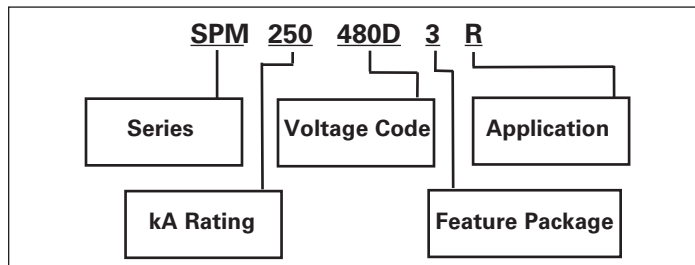 SPM 250 480D 3 R
Series Voltage Code Application
kA Rating Feature Package